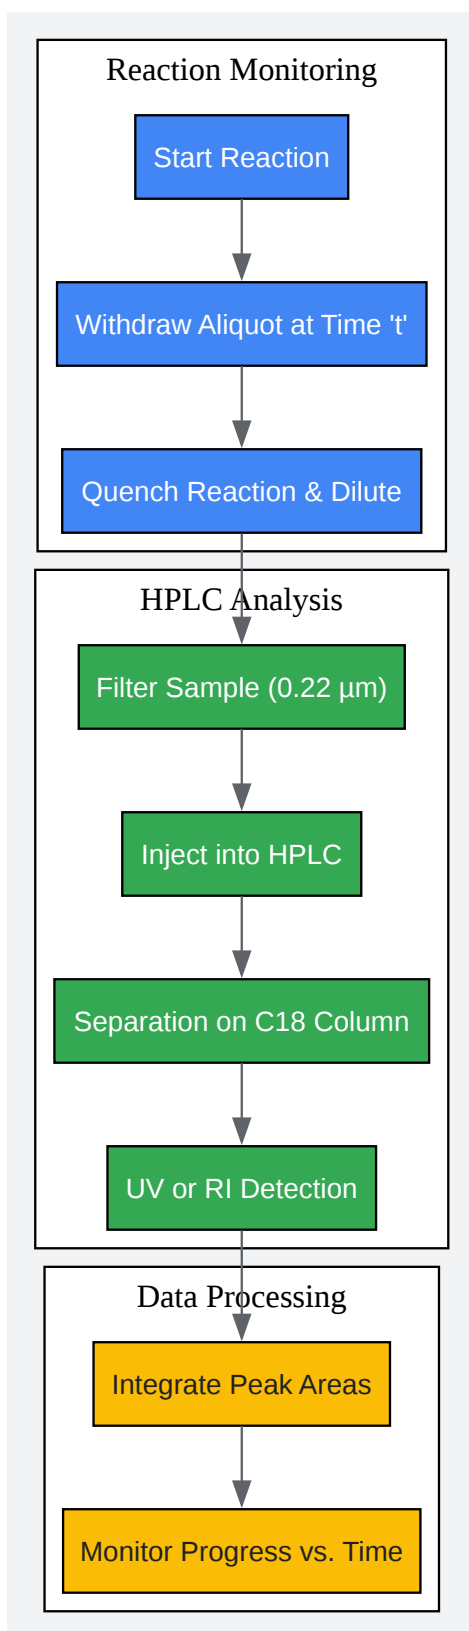 Reaction Monitoring
Start Reaction
Withdraw Aliquot at Time 't'
Quench Reaction & Dilute
HPLC Analysis
Filter Sample (0.22 µm)
Inject into HPLC
Separation on C18 Column
UV or RI Detection
Data Processing
Integrate Peak Areas
Monitor Progress vs. Time